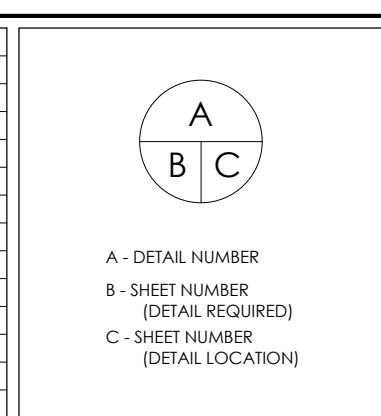 A
B C
A - DETAIL NUMBER
B - SHEET NUMBER
(DETAIL REQUIRED)
C - SHEET NUMBER
(DETAIL LOCATION)